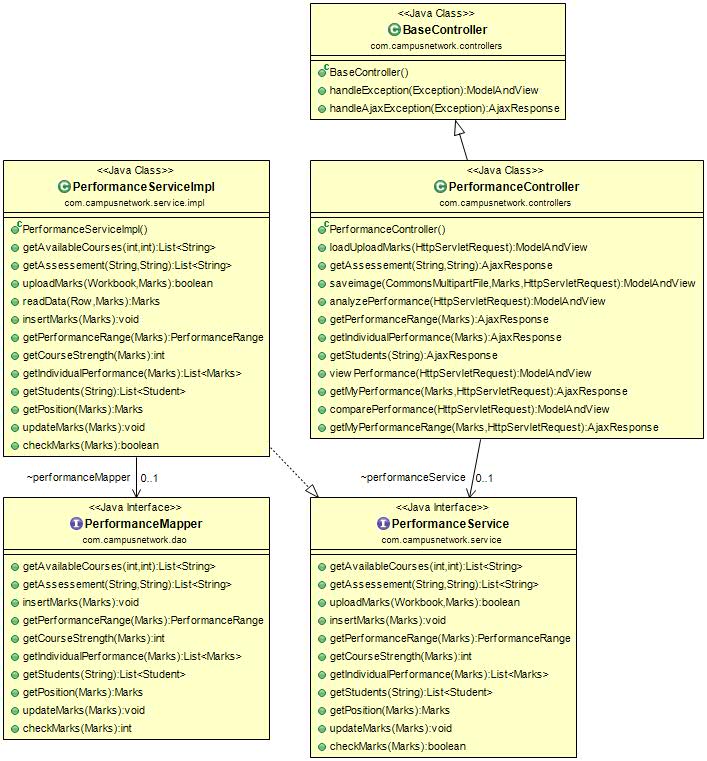 <<Java Class>>
BaseController
com.campusnetwork.controllers
BaseController()
handleException(Exception):ModelAndView
handleAjaxException(Exception):AjaxResponse
<<Java Class>>
PerformanceServiceImpl
com.campusnetwork.service.impl
PerformanceServiceImpl()
getAvailableCourses(int,int):List<String>
getAssessement(String,String):List<String>
uploadMarks(Workbook,Marks):boolean
readData(Row,Marks):Marks
insertMarks(Marks):void
getPerformanceRange(Marks):PerformanceRange
getCourseStrength(Marks):int
getIndividualPerformance(Marks):List<Marks>
getStudents(String):List<Student>
getPosition(Marks):Marks
updateMarks(Marks):void
checkMarks(Marks):boolean
<<Java Class>>
PerformanceController
com.campusnetwork.controllers
PerformanceController()
loadUploadMarks(HttpServletRequest):ModelAndView
getAssessement(String,String):AjaxResponse
saveimage(CommonsMultipartFile,Marks,HttpServletRequest):ModelAndView
analyzePerformance(HttpServletRequest):ModelAndView
getPerformanceRange(Marks):AjaxResponse
getIndividualPerformance(Marks):AjaxResponse
getStudents(String):AjaxResponse
viewPerformance(HttpServletRequest):ModelAndView
getMyPerformance(Marks,HttpServletRequest):AjaxResponse
comparePerformance(HttpServletRequest):ModelAndView
getMyPerformanceRange(Marks,HttpServletRequest):AjaxResponse
~performanceMapper 0..1
~performanceService 0..1
<<Java Interface>>
PerformanceMapper
com.campusnetwork.dao
getAvailableCourses(int,int):List<String>
getAssessement(String,String):List<String>
insertMarks(Marks):void
getPerformanceRange(Marks):PerformanceRange
getCourseStrength(Marks):int
getIndividualPerformance(Marks):List<Marks>
getStudents(String):List<Student>
getPosition(Marks):Marks
updateMarks(Marks):void
checkMarks(Marks):int
<<Java Interface>>
PerformanceService
com.campusnetwork.service
getAvailableCourses(int,int):List<String>
getAssessement(String,String):List<String>
uploadMarks(Workbook,Marks):boolean
insertMarks(Marks):void
getPerformanceRange(Marks):PerformanceRange
getCourseStrength(Marks):int
getIndividualPerformance(Marks):List<Marks>
getStudents(String):List<Student>
getPosition(Marks):Marks
updateMarks(Marks):void
checkMarks(Marks):boolean